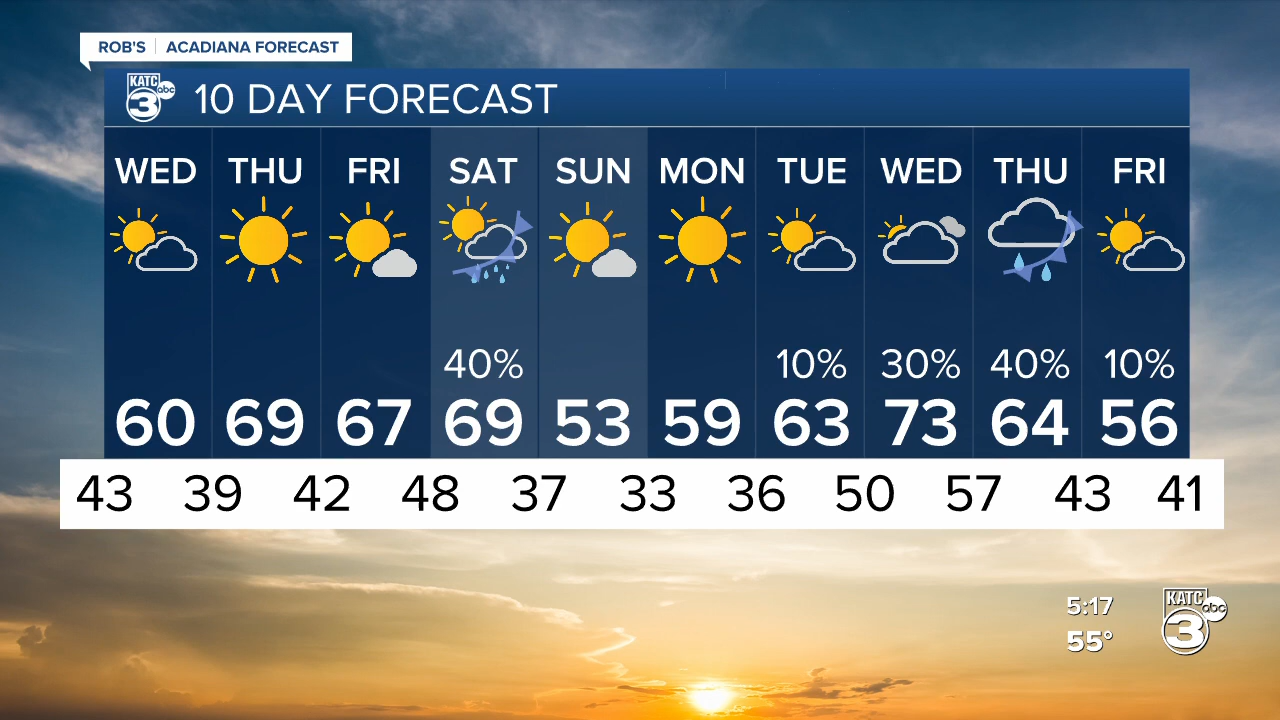 ROB'S | ACADIANA FORECAST
KATC abc 3
10 DAY FORECAST
WED THU FRI SAT SUN MON TUE WED THU FRI
40% 10% 30% 40% 10%
60 69 67 69 53 59 63 73 64 56
43 39 42 48 37 33 36 50 57 43 41
5:17
55°
KATC abc 3